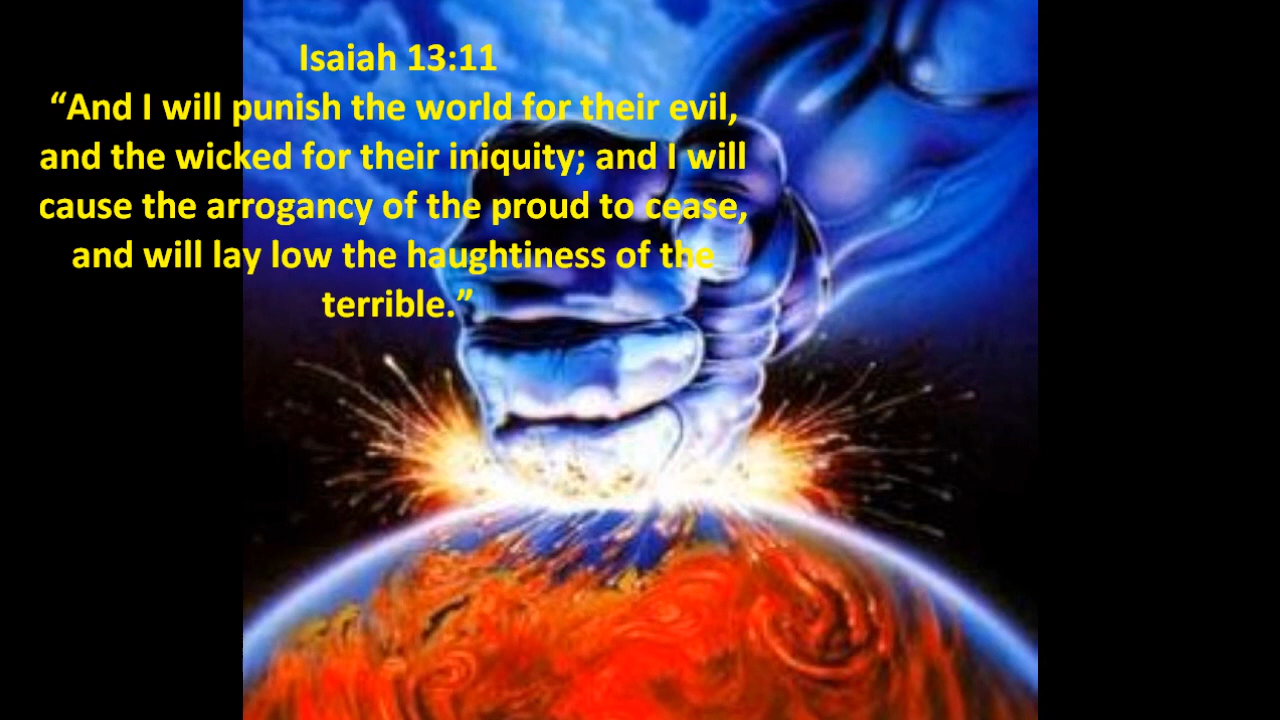 Isaiah 13:11
“And I will punish the world for their evil,
and the wicked for their iniquity; and I will
cause the arrogancy of the proud to cease,
and will lay low the haughtiness of the
terrible.”